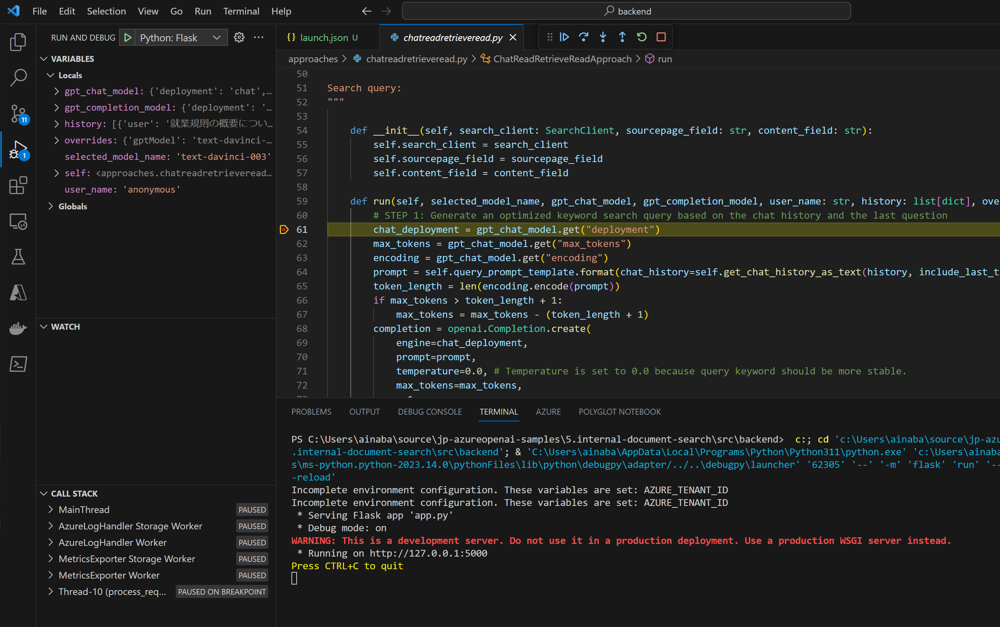 File Edit Selection View Go Run Terminal Help
backend
RUN AND DEBUG Python: Flask
VARIABLES
Locals
gpt_chat_model: {'deployment': 'chat',...
gpt_completion_model: {'deployment': '...
history: [{'user': '就業規則の概要につい...
overrides: {'gptModel': 'text-davinci-...
selected_model_name: 'text-davinci-003'
self: <approaches.chatreadretrieveread...
user_name: 'anonymous'
Globals
11
1
WATCH
CALL STACK
MainThread PAUSED
AzureLogHandler Storage Worker PAUSED
AzureLogHandler Worker PAUSED
MetricsExporter Storage Worker PAUSED
MetricsExporter Worker PAUSED
Thread-10 (process_req... PAUSED ON BREAKPOINT
{} launch.json U
chatreadretrieveread.py
approaches > chatreadretrieveread.py > ChatReadRetrieveReadApproach > run
50
51 Search query:
52 """
53
54 def __init__(self, search_client: SearchClient, sourcepage_field: str, content_field: str):
55 self.search_client = search_client
56 self.sourcepage_field = sourcepage_field
57 self.content_field = content_field
58
59 def run(self, selected_model_name, gpt_chat_model, gpt_completion_model, user_name: str, history: list[dict], ove
60 # STEP 1: Generate an optimized keyword search query based on the chat history and the last question
61 chat_deployment = gpt_chat_model.get("deployment")
62 max_tokens = gpt_chat_model.get("max_tokens")
63 encoding = gpt_chat_model.get("encoding")
64 prompt = self.query_prompt_template.format(chat_history=self.get_chat_history_as_text(history, include_last_t
65 token_length = len(encoding.encode(prompt))
66 if max_tokens > token_length + 1:
67 max_tokens = max_tokens - (token_length + 1)
68 completion = openai.Completion.create(
69 engine=chat_deployment,
70 prompt=prompt,
71 temperature=0.0, # Temperature is set to 0.0 because query keyword should be more stable.
72 max_tokens=max_tokens,
PROBLEMS OUTPUT DEBUG CONSOLE TERMINAL AZURE POLYGLOT NOTEBOOK
PS C:\Users\ainaba\source\jp-azureopenai-samples\5.internal-document-search\src\backend> c:; cd 'c:\Users\ainaba\source\jp-azu
.internal-document-search\src\backend'; & 'C:\Users\ainaba\AppData\Local\Programs\Python\Python311\python.exe' 'c:\Users\ainaba
s\ms-python.python-2023.14.0\pythonFiles\lib\python\debugpy\adapter/../..\debugpy\launcher' '62305' '--' '-m' 'flask' 'run' '--
-reload'
Incomplete environment configuration. These variables are set: AZURE_TENANT_ID
Incomplete environment configuration. These variables are set: AZURE_TENANT_ID
* Serving Flask app 'app.py'
* Debug mode: on
WARNING: This is a development server. Do not use it in a production deployment. Use a production WSGI server instead.
* Running on http://127.0.0.1:5000
Press CTRL+C to quit